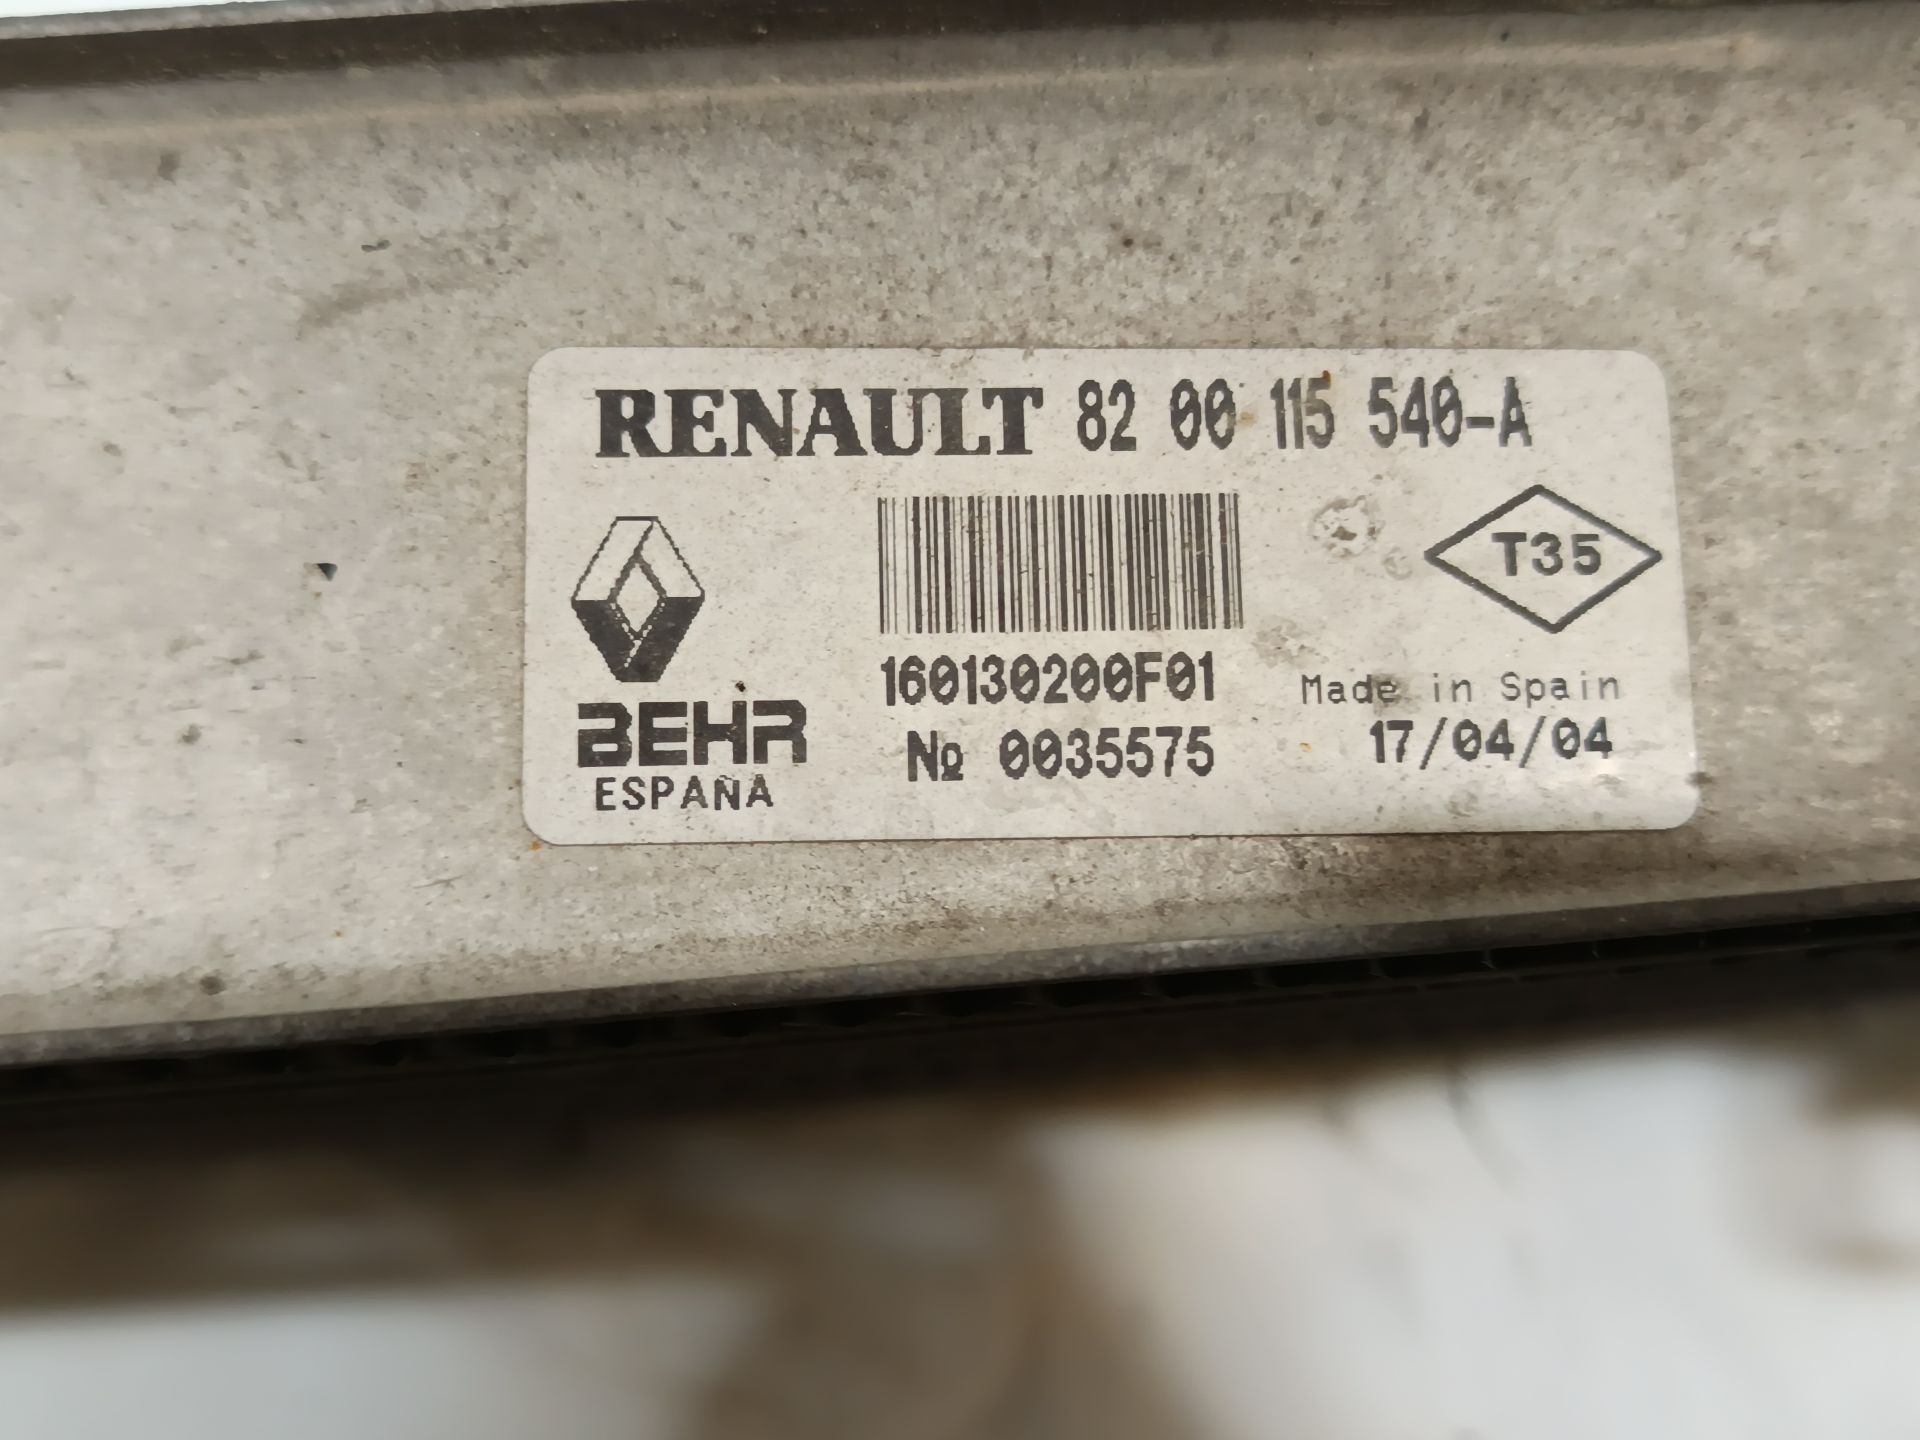 RENAULT 82 00 115 540-A
T35
160130200F01
Made in Spain
BEHR
ESPAÑA
№ 0035575
17/04/04